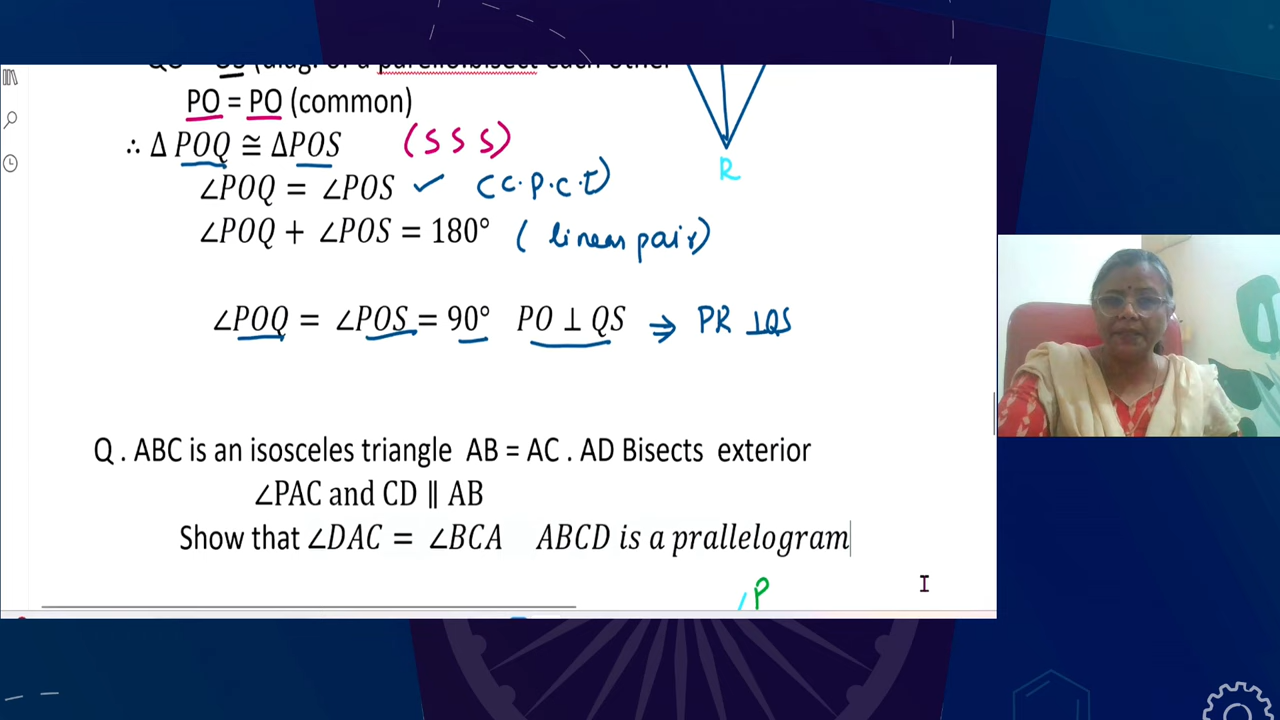 PO = PO (common)
∴ Δ POQ ≅ ΔPOS (S S S)
R
∠POQ = ∠POS ✓ (C.P.C.T)
∠POQ + ∠POS = 180° (linear pair)
∠POQ = ∠POS = 90° PO ⊥ QS ⇒ PR ⊥QS
Q . ABC is an isosceles triangle AB = AC . AD Bisects exterior
∠PAC and CD ∥ AB
Show that ∠DAC = ∠BCA ABCD is a prallelogram
P